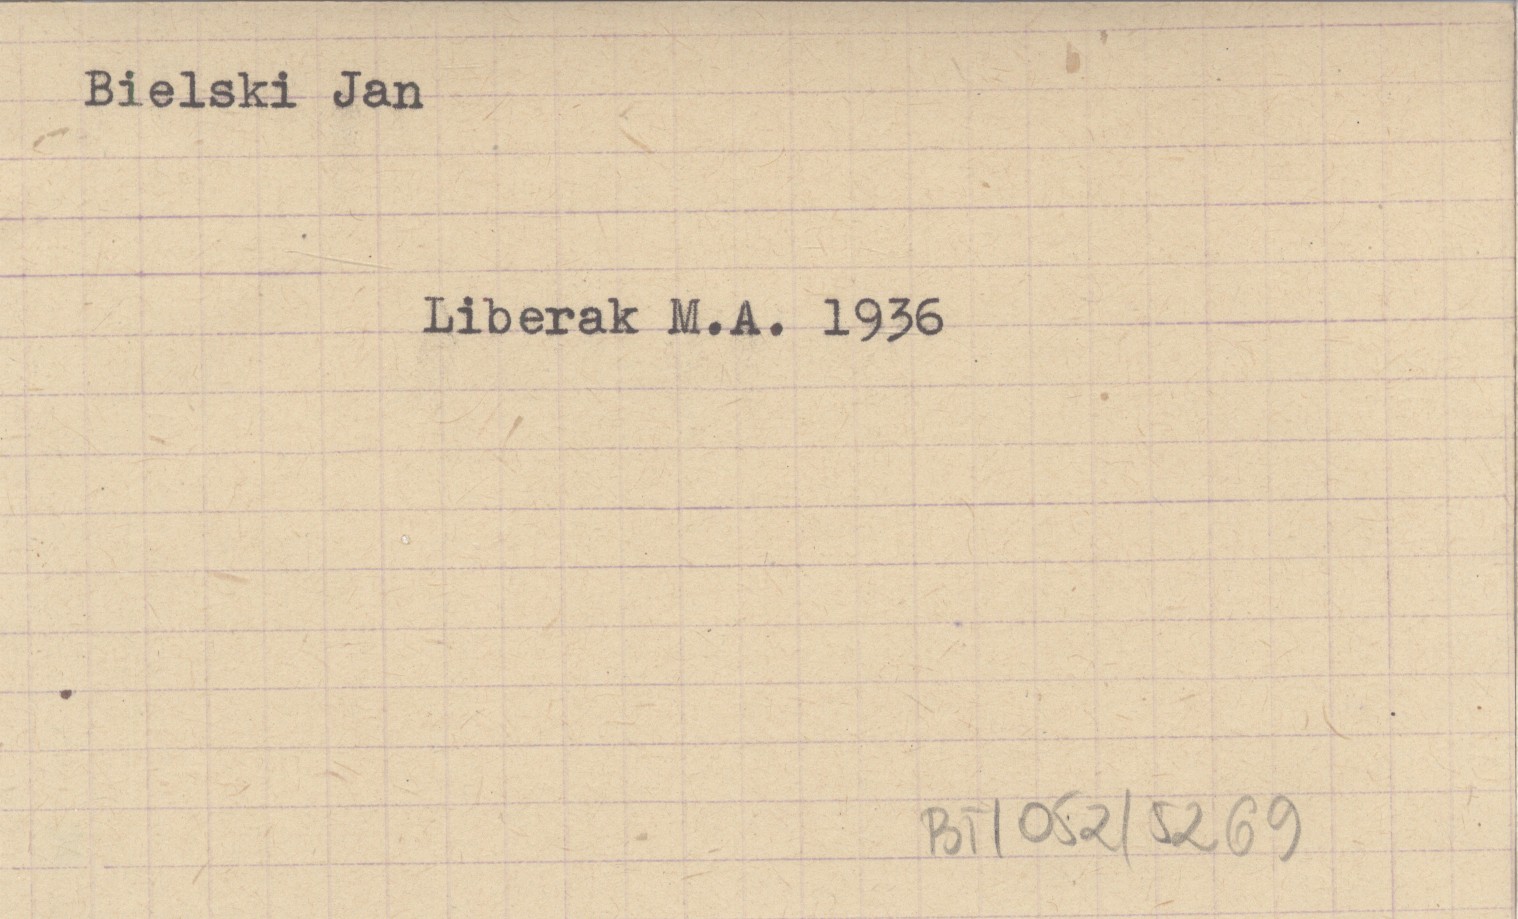 Bielski Jan
Liberak M.A. 1936
BT/052/5269